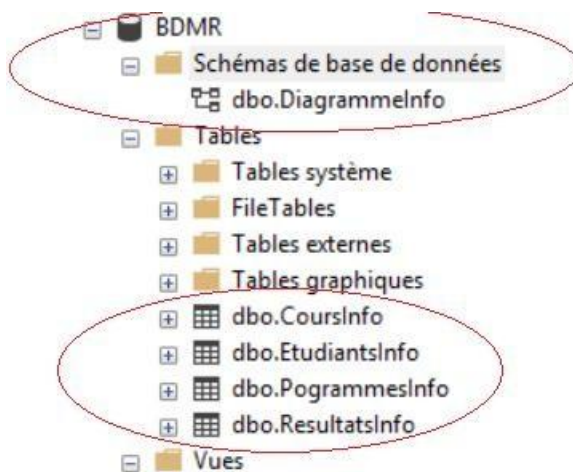 BDMR
Schémas de base de données
dbo.DiagrammeInfo
Tables
Tables système
FileTables
Tables externes
Tables graphiques
dbo.CoursInfo
dbo.EtudiantsInfo
dbo.PogrammesInfo
dbo.ResultatsInfo
Vues